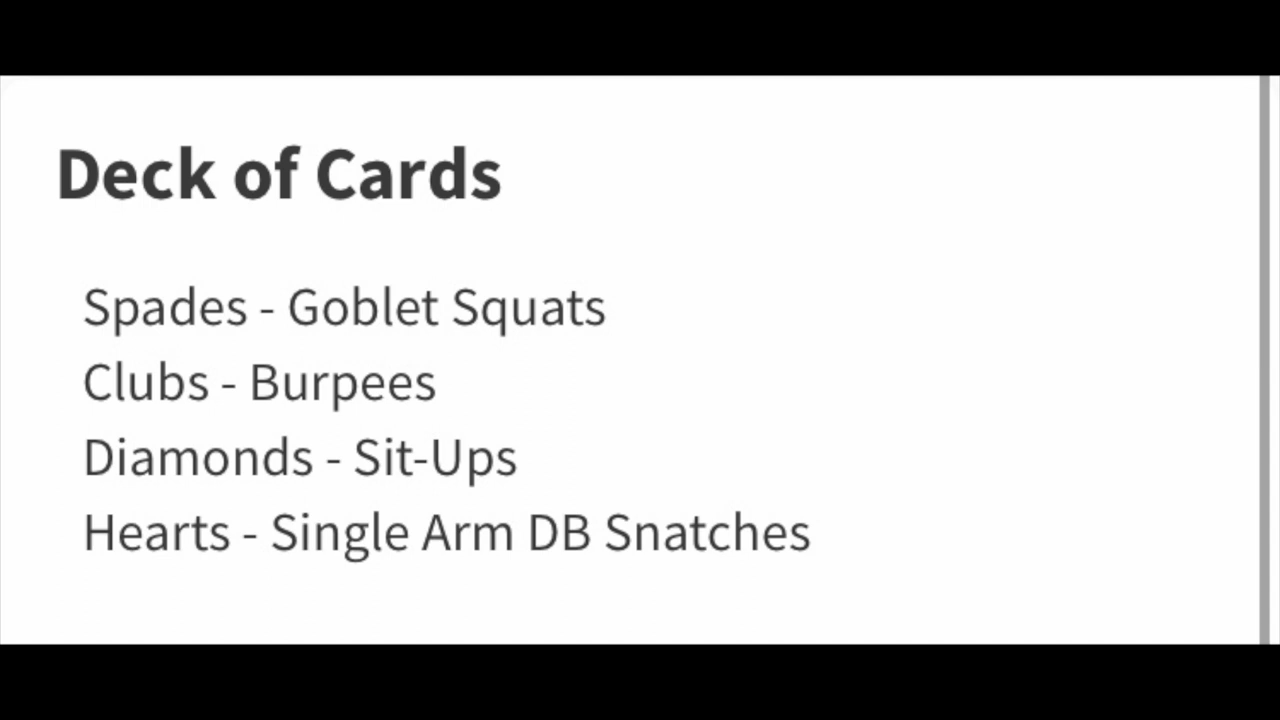 Deck of Cards
Spades - Goblet Squats
Clubs - Burpees
Diamonds - Sit-Ups
Hearts - Single Arm DB Snatches